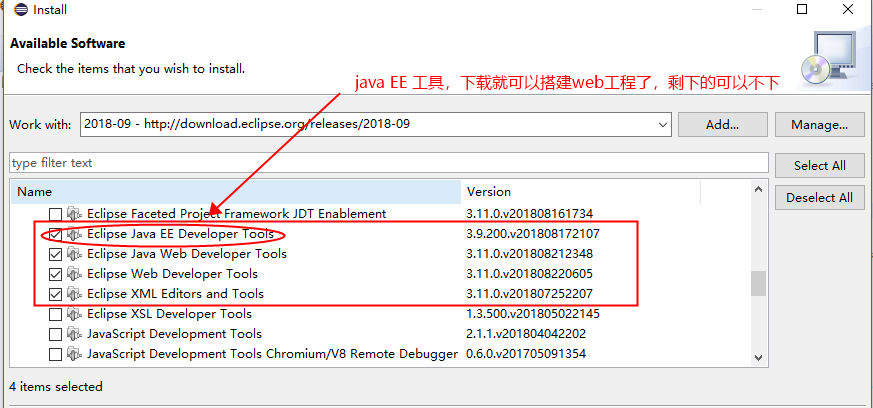 Install
Available Software
Check the items that you wish to install.
java EE 工具，下载就可以搭建web工程了，剩下的可以不下
Work with: 2018-09 - http://download.eclipse.org/releases/2018-09 Add... Manage...
type filter text Select All
Deselect All
Name Version
Eclipse Faceted Project Framework JDT Enablement 3.11.0.v201808161734
Eclipse Java EE Developer Tools 3.9.200.v201808172107
Eclipse Java Web Developer Tools 3.11.0.v201808212348
Eclipse Web Developer Tools 3.11.0.v201808220605
Eclipse XML Editors and Tools 3.11.0.v201807252207
Eclipse XSL Developer Tools 1.3.500.v201805022145
JavaScript Development Tools 2.1.1.v201804042202
JavaScript Development Tools Chromium/V8 Remote Debugger 0.6.0.v201705091354
4 items selected